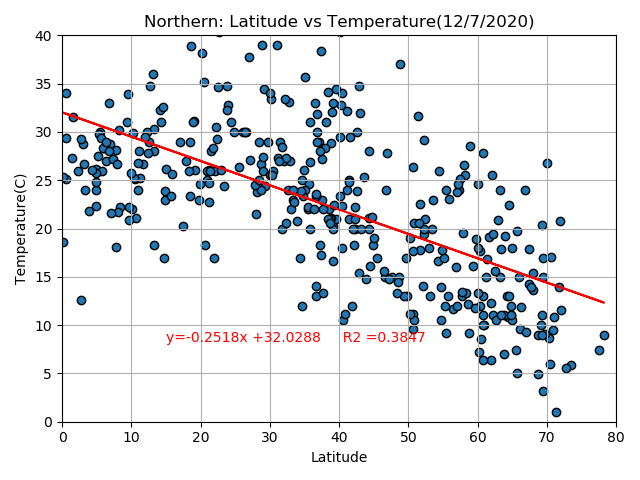 Northern: Latitude vs Temperature(12/7/2020)
40
35
30
25
20
15
10
5
0
Temperature(C)
y=-0.2518x +32.0288 R2 =0.3847
0 10 20 30 40 50 60 70 80
Latitude